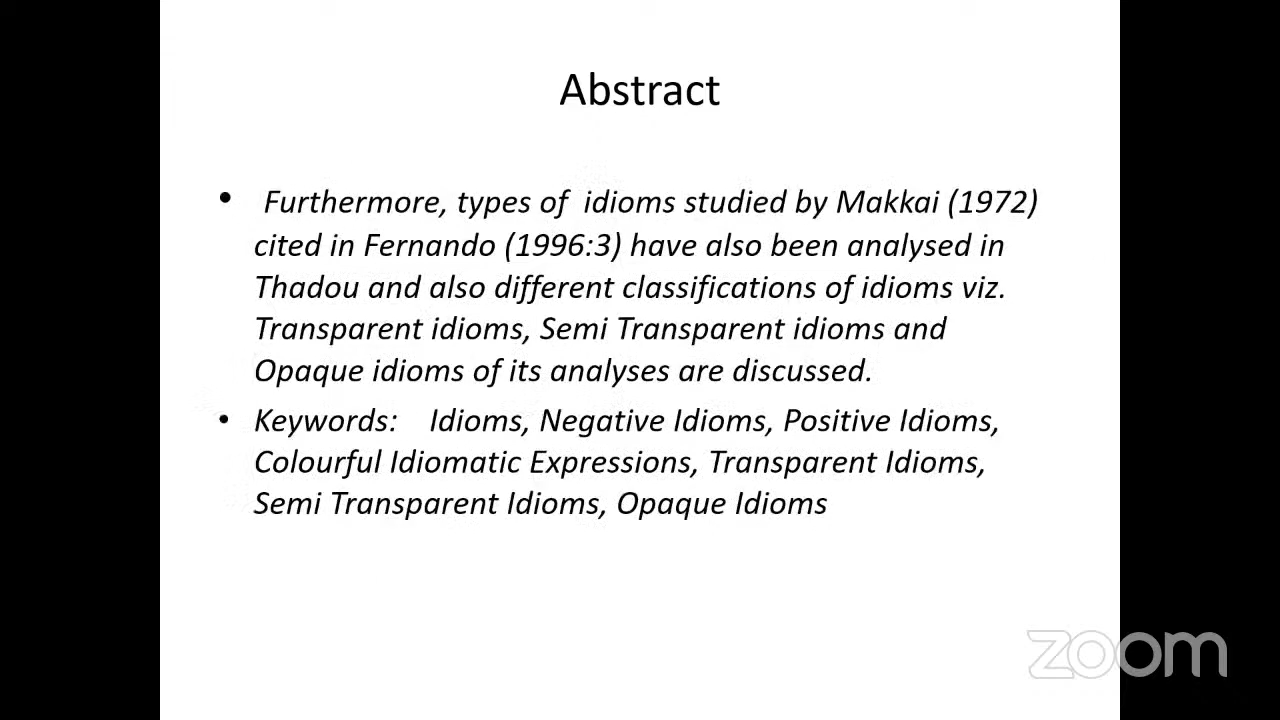 Abstract
• Furthermore, types of idioms studied by Makkai (1972)
cited in Fernando (1996:3) have also been analysed in
Thadou and also different classifications of idioms viz.
Transparent idioms, Semi Transparent idioms and
Opaque idioms of its analyses are discussed.
• Keywords: Idioms, Negative Idioms, Positive Idioms,
Colourful Idiomatic Expressions, Transparent Idioms,
Semi Transparent Idioms, Opaque Idioms
zoom